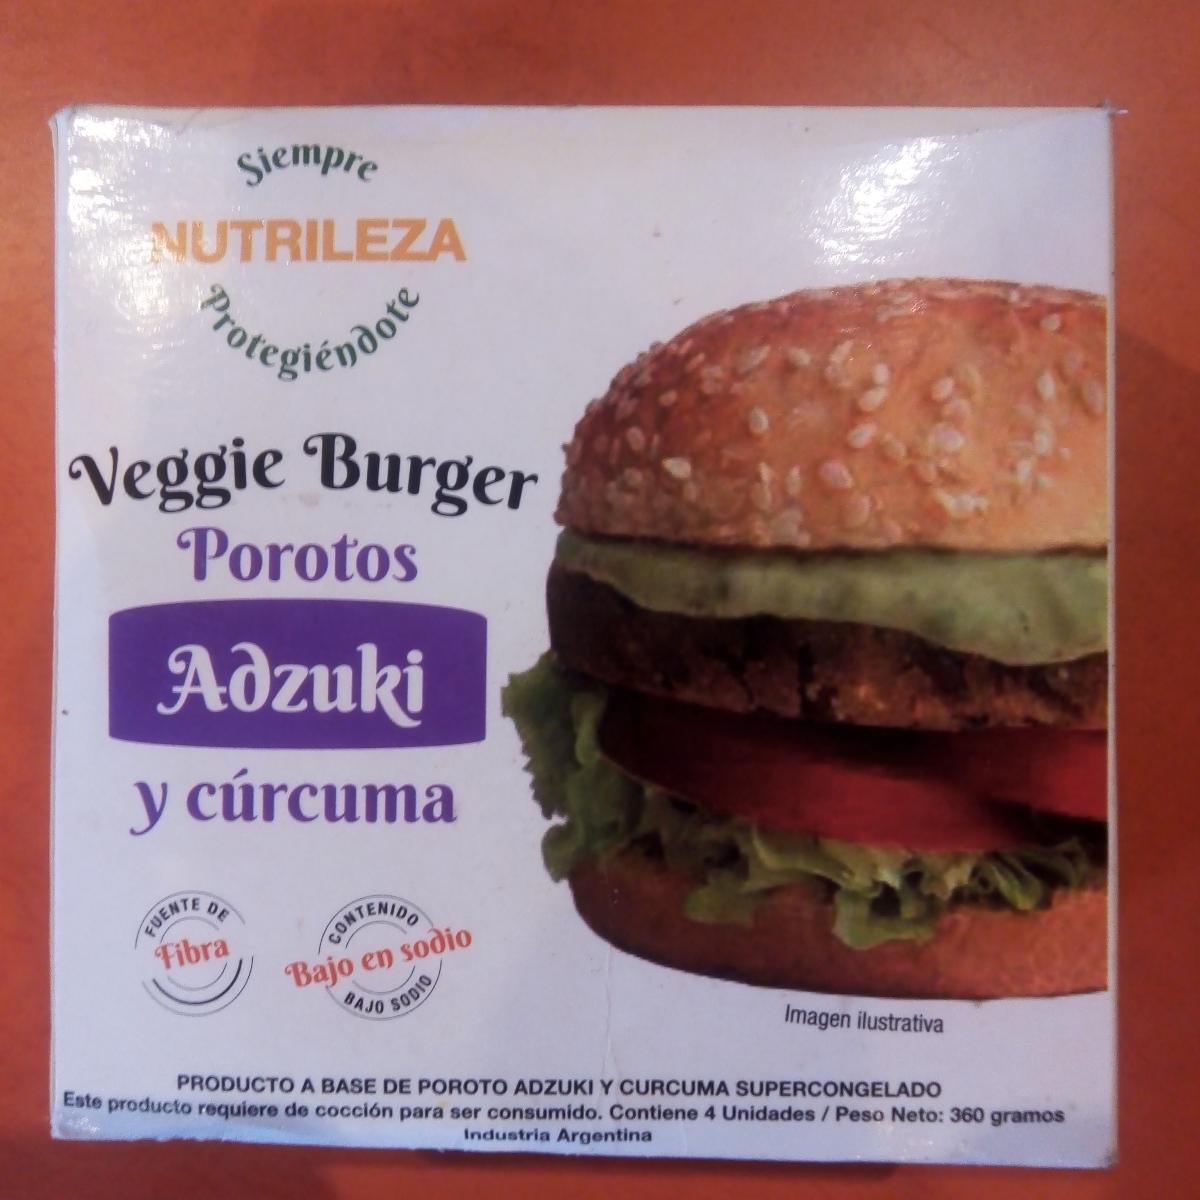 Siempre
NUTRILEZA
Protegiéndote
Veggie Burger
Porotos
Adzuki
y cúrcuma
FUENTE DE
Fibra
CONTENIDO
Bajo en sodio
BAJO SODIO
Imagen ilustrativa
PRODUCTO A BASE DE POROTO ADZUKI Y CURCUMA SUPERCONGELADO
Este producto requiere de cocción para ser consumido. Contiene 4 Unidades / Peso Neto: 360 gramos
Industria Argentina